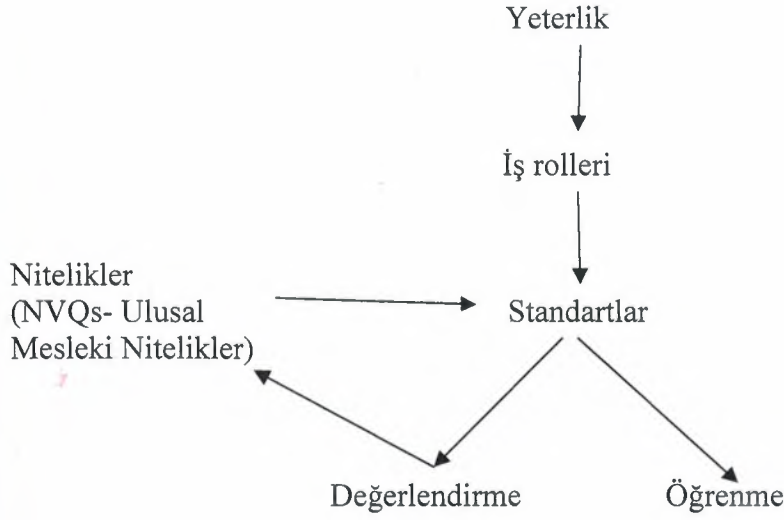 Yeterlik
İş rolleri
Nitelikler
(NVQs- Ulusal
Mesleki Nitelikler)
Standartlar
Değerlendirme
Öğrenme